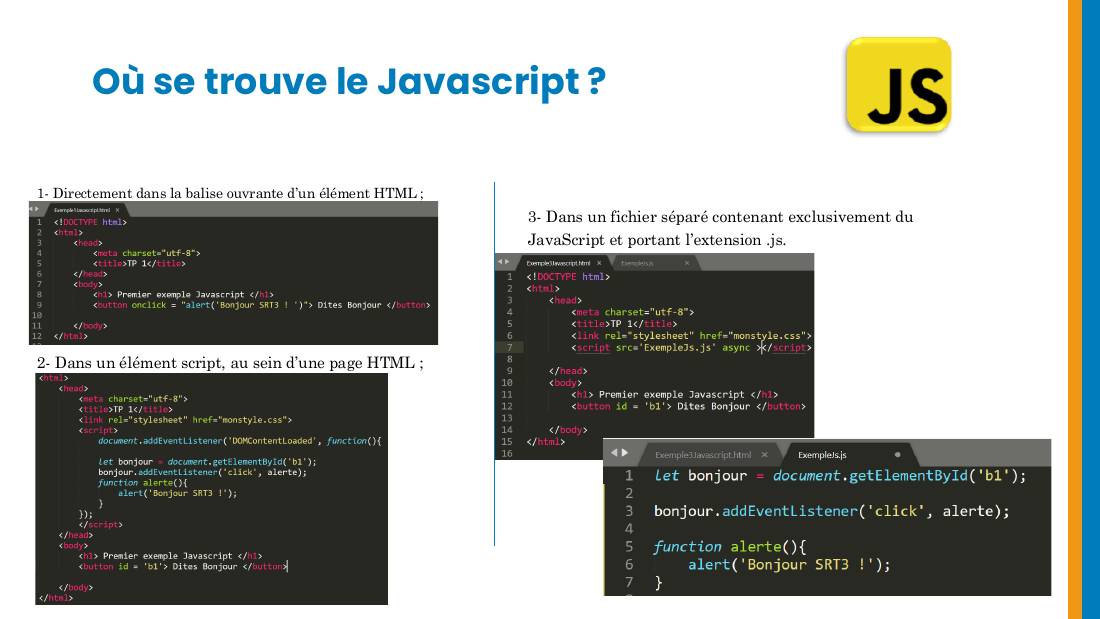 Où se trouve le Javascript ?
JS
1- Directement dans la balise ouvrante d’un élément HTML ;
Exemple1Javascript.html ×
1 <!DOCTYPE html>
2 <html>
3 <head>
4 <meta charset="utf-8">
5 <title>TP 1</title>
6 </head>
7 <body>
8 <h1> Premier exemple Javascript </h1>
9 <button onclick = "alert('Bonjour SRT3 ! ')"> Dites Bonjour </button>
10
11 </body>
12 </html>
2- Dans un élément script, au sein d’une page HTML ;
<html>
<head>
<meta charset="utf-8">
<title>TP 1</title>
<link rel="stylesheet" href="monstyle.css">
<script>
document.addEventListener('DOMContentLoaded', function(){
let bonjour = document.getElementById('b1');
bonjour.addEventListener('click', alerte);
function alerte(){
alert('Bonjour SRT3 !');
}
});
</script>
</head>
<body>
<h1> Premier exemple Javascript </h1>
<button id = 'b1'> Dites Bonjour </button>
</body>
</html>
3- Dans un fichier séparé contenant exclusivement du
JavaScript et portant l’extension .js.
Exemple3Javascript.html × ExempleJs.js ×
1 <!DOCTYPE html>
2 <html>
3 <head>
4 <meta charset="utf-8">
5 <title>TP 1</title>
6 <link rel="stylesheet" href="monstyle.css">
7 <script src='ExempleJs.js' async ></script>
8
9 </head>
10 <body>
11 <h1> Premier exemple Javascript </h1>
12 <button id = 'b1'> Dites Bonjour </button>
13
14 </body>
15 </html>
16
Exemple3Javascript.html × ExempleJs.js
1 let bonjour = document.getElementById('b1');
2
3 bonjour.addEventListener('click', alerte);
4
5 function alerte(){
6 alert('Bonjour SRT3 !');
7 }